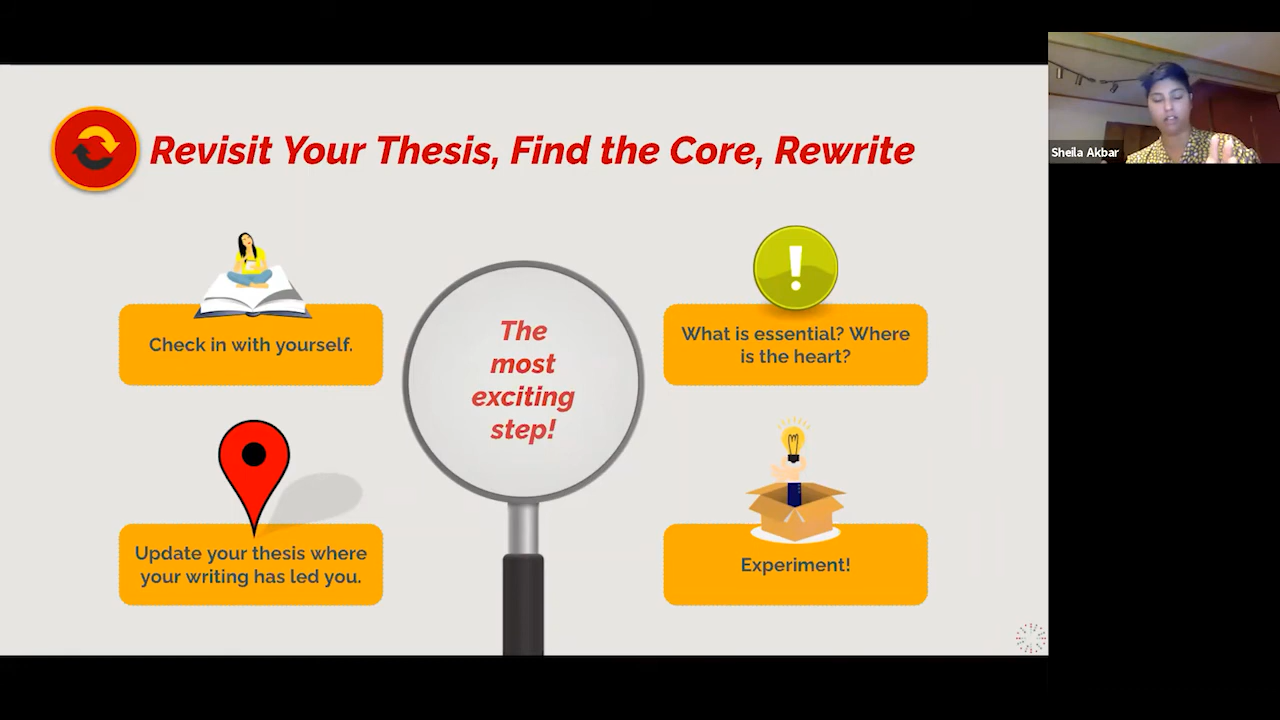 Revisit Your Thesis, Find the Core, Rewrite
Check in with yourself.
The
most
exciting
step!
What is essential? Where
is the heart?
Update your thesis where
your writing has led you.
Experiment!
Sheila Akbar